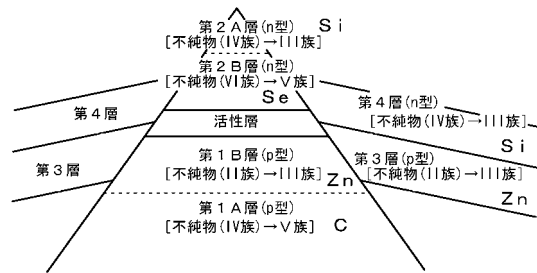 第2A層(n型) Si
[不純物(IV族)→III族]
第2B層(n型)
[不純物(VI族)→V族]
Se
第4層
活性層
第4層(n型)
[不純物(IV族)→III族]
Si
第3層
第1B層(p型)
[不純物(II族)→III族]
Zn
第3層(p型)
[不純物(II族)→III族]
Zn
第1A層(p型)
[不純物(IV族)→V族] C